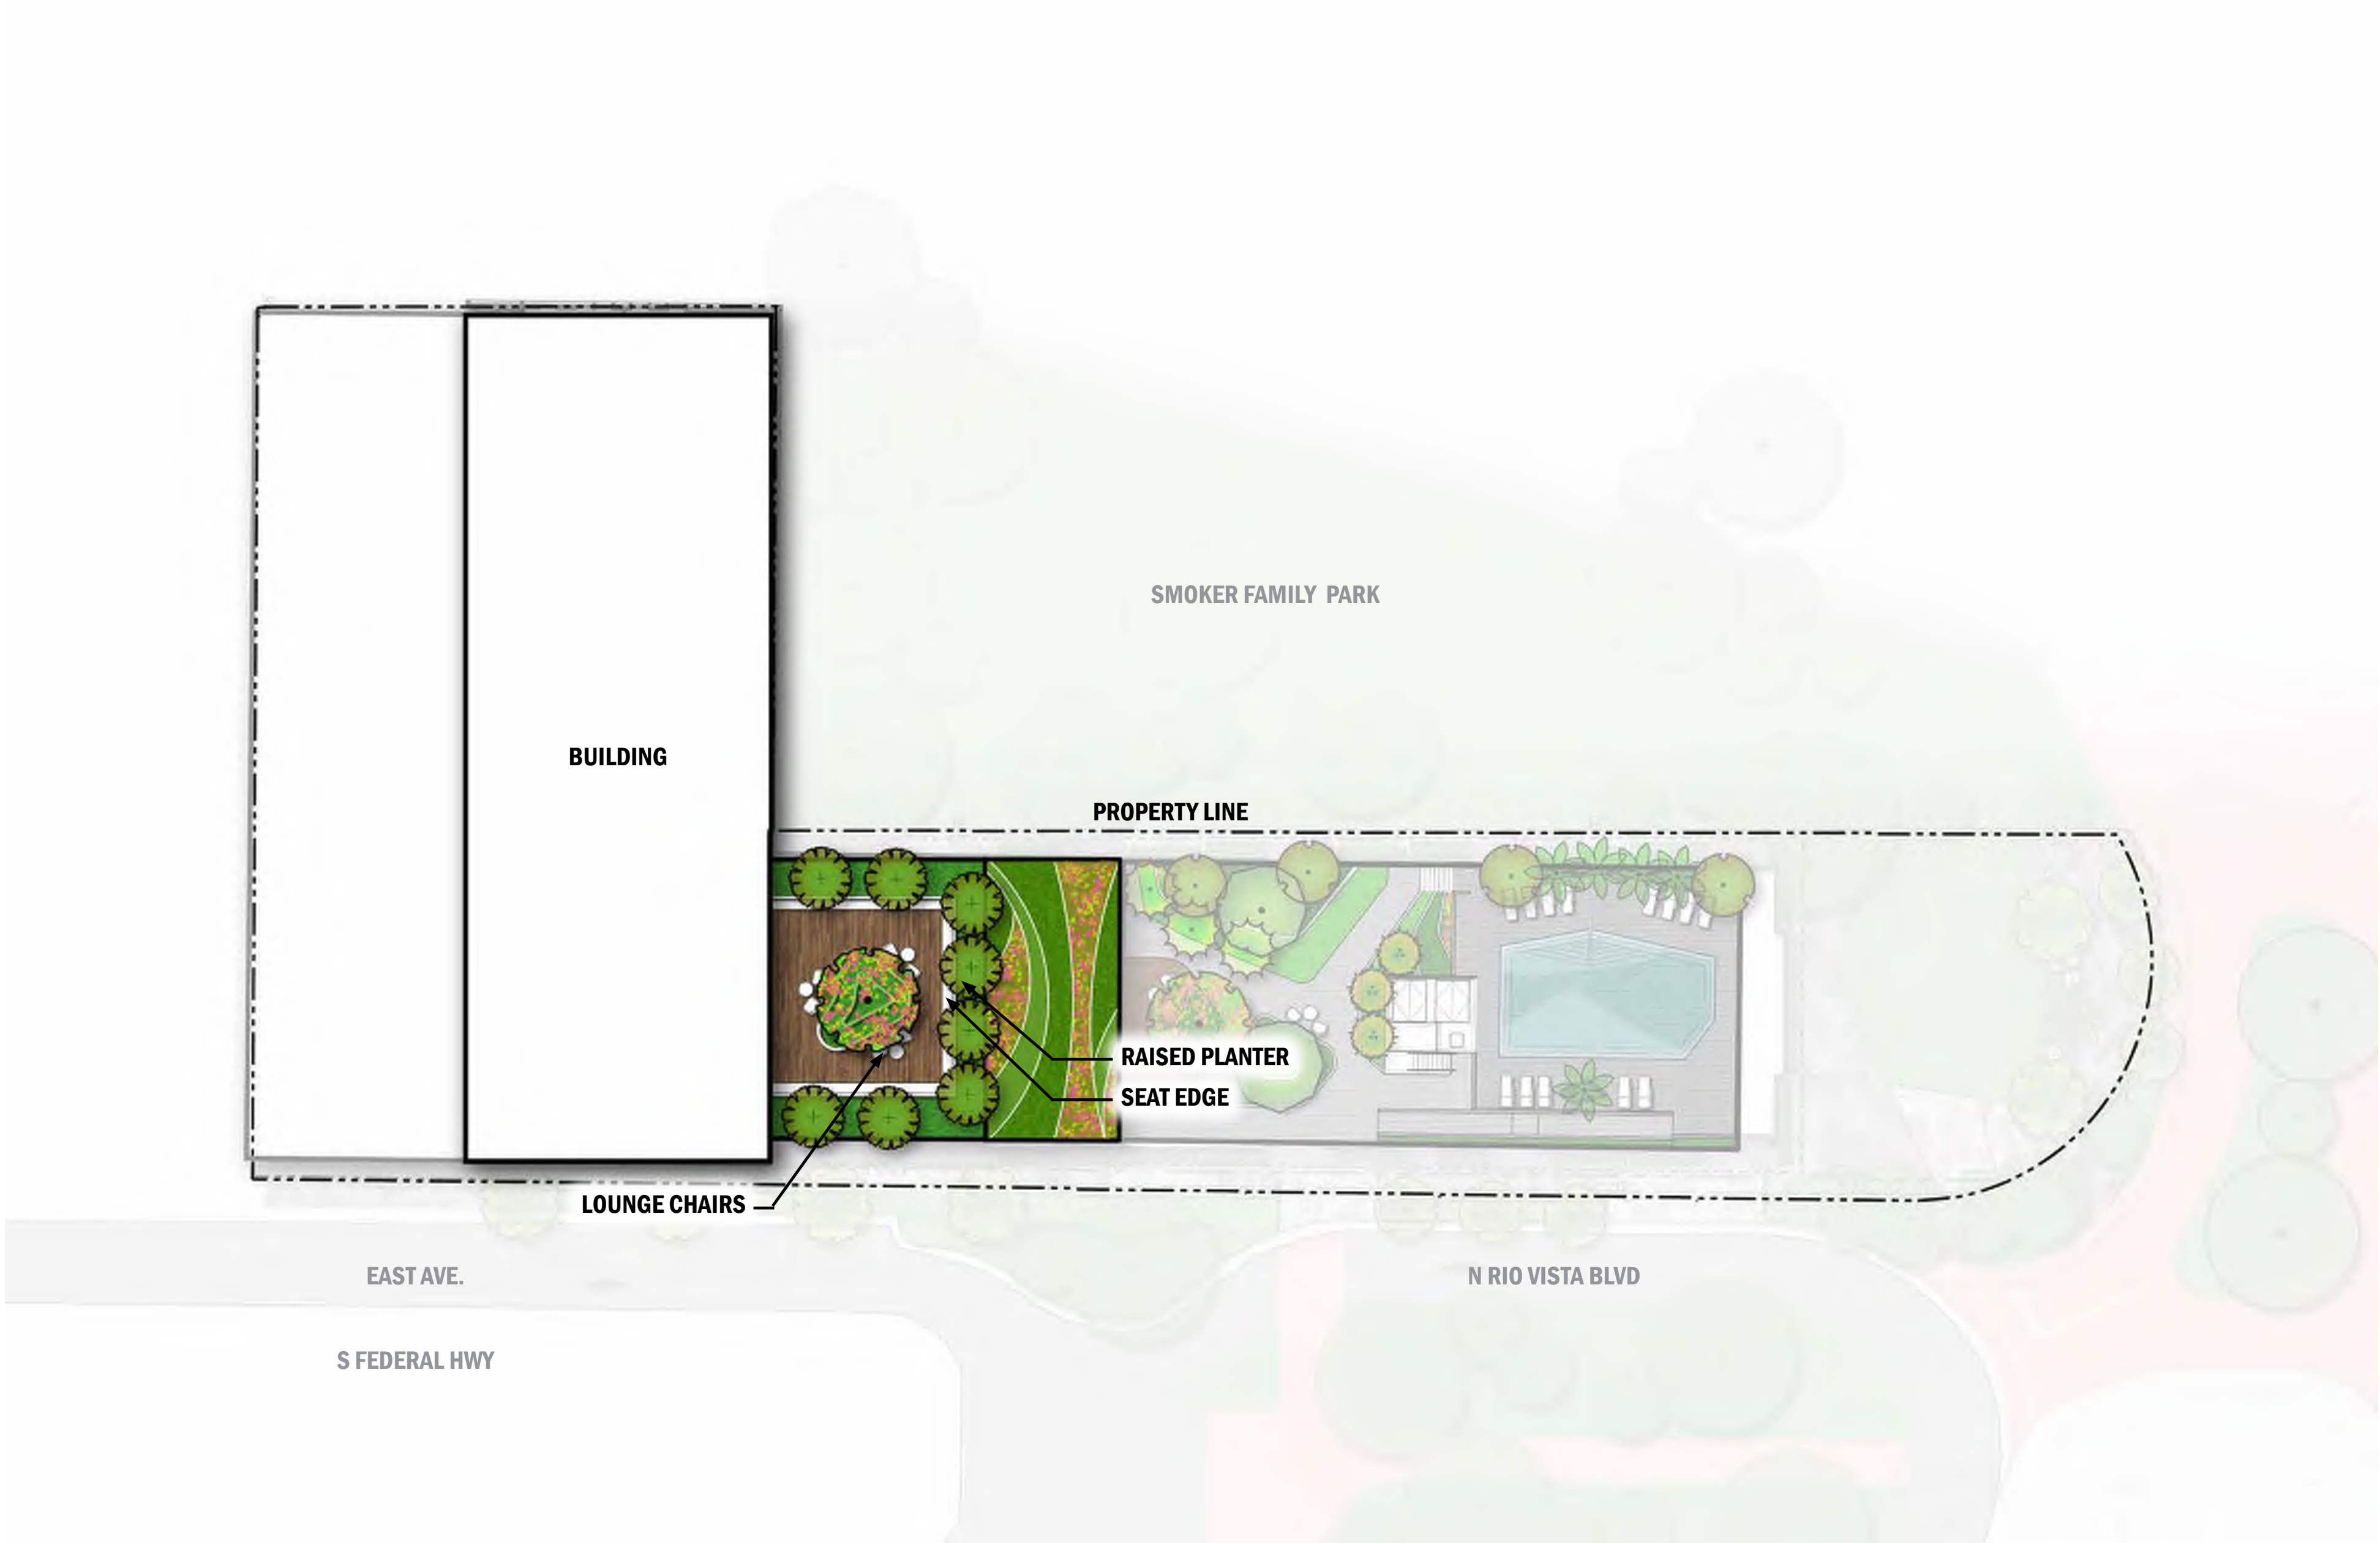 SMOKER FAMILY PARK
BUILDING
PROPERTY LINE
RAISED PLANTER
SEAT EDGE
LOUNGE CHAIRS
EAST AVE.
N RIO VISTA BLVD
S FEDERAL HWY